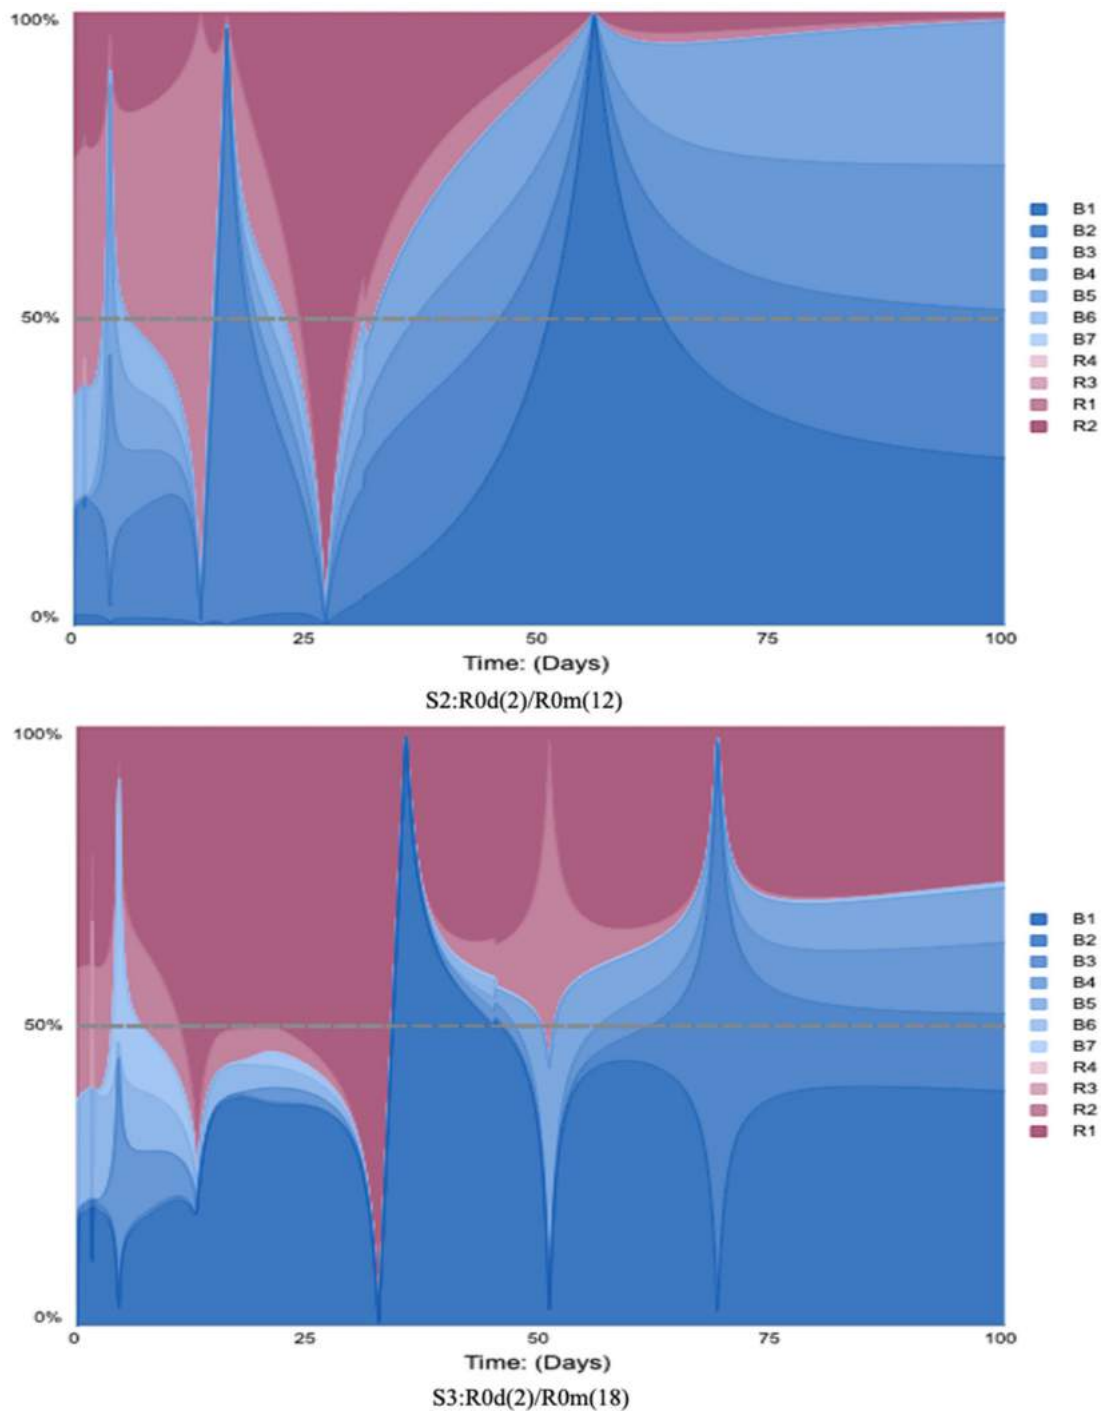 100%
50%
0%
0 25 50 75 100
Time: (Days)
B1
B2
B3
B4
B5
B6
B7
R4
R3
R1
R2
S2:R0d(2)/R0m(12)
100%
50%
0%
0 25 50 75 100
Time: (Days)
B1
B2
B3
B4
B5
B6
B7
R4
R3
R2
R1
S3:R0d(2)/R0m(18)